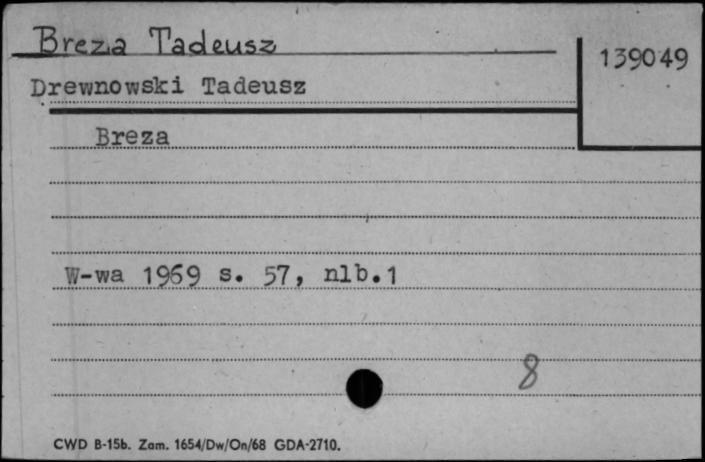 Breza Tadeusz
139049
Drewnowski Tadeusz
Breza
W-wa 1969 s. 57, nlb.1
8
CWD B-15b. Zam. 1654/Dw/On/68 GDA-2710.